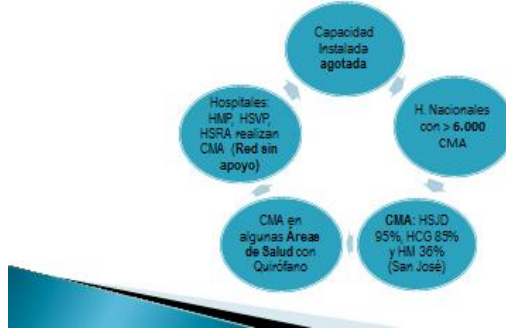 Capacidad
Instalada
agotada
H. Nacionales
con > 6.000
CMA
CMA: HSJD
95%, HCG 85%
y HM 36%
(San José)
CMA en
algunas Áreas
de Salud con
Quirófano
Hospitales:
HMP, HSVP,
HSRA realizan
CMA (Red sin
apoyo)